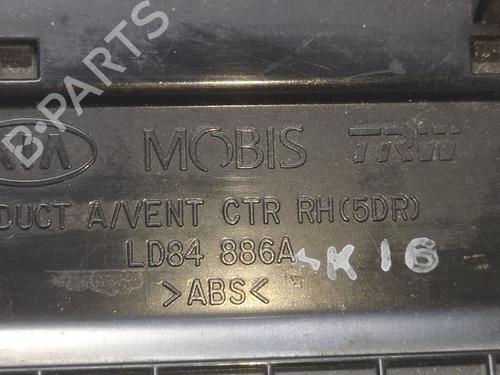 B-PARTS
KIA MOBIS TRW
DUCT A/VENT CTR RH(5DR)
LD84 886A K16
>ABS<